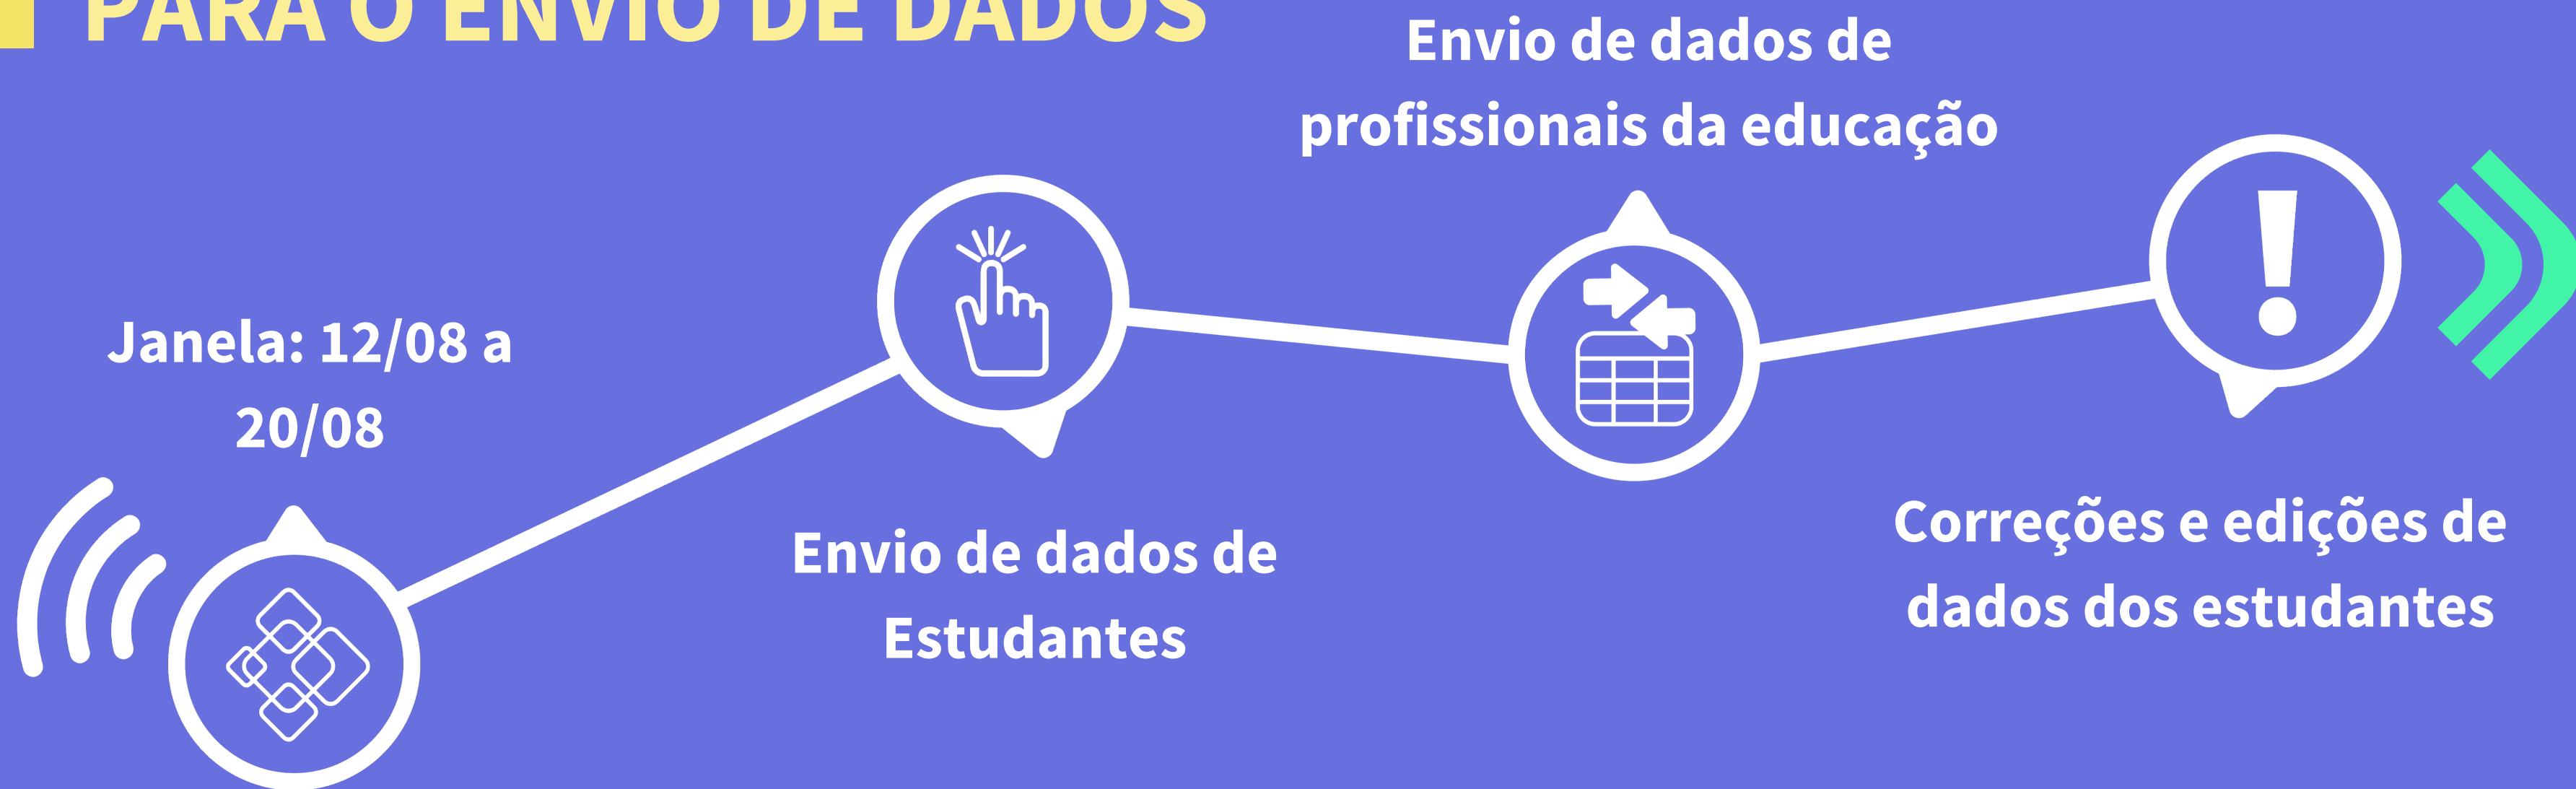 PARA O ENVIO DE DADOS
Janela: 12/08 a
20/08
Envio de dados de
Estudantes
Envio de dados de
profissionais da educação
Correções e edições de
dados dos estudantes